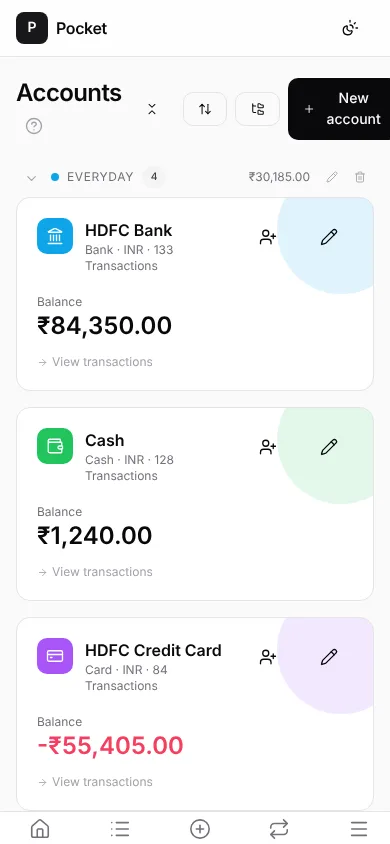 P Pocket
Accounts
New
account
EVERYDAY 4 ₹30,185.00
HDFC Bank
Bank · INR · 133
Transactions
Balance
₹84,350.00
→ View transactions
Cash
Cash · INR · 128
Transactions
Balance
₹1,240.00
→ View transactions
HDFC Credit Card
Card · INR · 84
Transactions
Balance
-₹55,405.00
→ View transactions